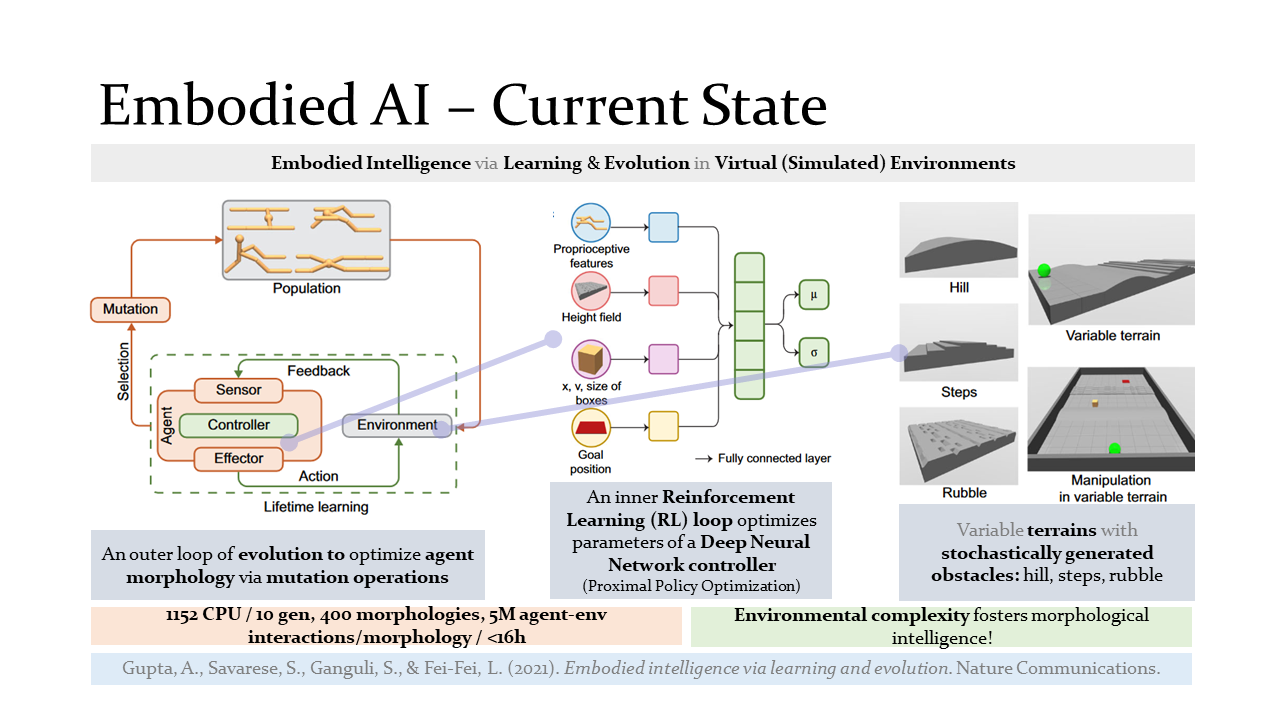 Embodied AI – Current State
Embodied Intelligence via Learning & Evolution in Virtual (Simulated) Environments
Population
Mutation
Selection
Feedback
Sensor
Agent
Controller
Environment
Effector
Action
Lifetime learning
An outer loop of evolution to optimize agent
morphology via mutation operations
:
Proprioceptive
features
Height field
x, v, size of
boxes
Goal
position
μ
σ
→ Fully connected layer
An inner Reinforcement
Learning (RL) loop optimizes
parameters of a Deep Neural
Network controller
(Proximal Policy Optimization)
Hill
Steps
Rubble
Variable terrain
Manipulation
in variable terrain
Variable terrains with
stochastically generated
obstacles: hill, steps, rubble
1152 CPU / 10 gen, 400 morphologies, 5M agent-env
interactions/morphology / <16h
Environmental complexity fosters morphological
intelligence!
Gupta, A., Savarese, S., Ganguli, S., & Fei-Fei, L. (2021). Embodied intelligence via learning and evolution. Nature Communications.